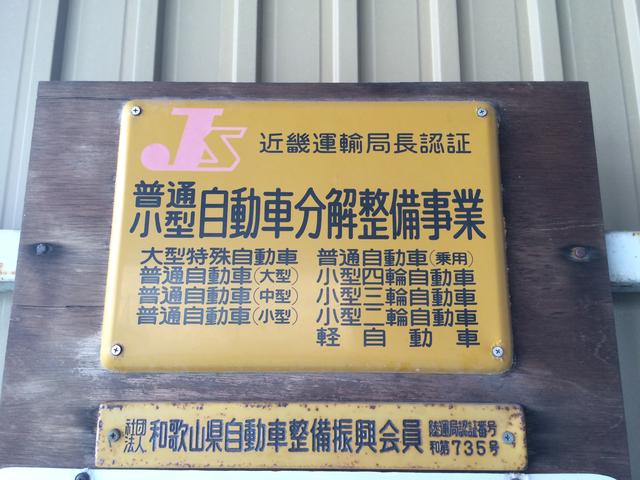 JS 近畿運輸局長認証
普通
小型 自動車分解整備事業
大型特殊自動車 普通自動車(乗用)
普通自動車(大型) 小型四輪自動車
普通自動車(中型) 小型三輪自動車
普通自動車(小型) 小型二輪自動車
軽自動車
社団法人 和歌山県自動車整備振興会員 陸運局認証番号 和第735号